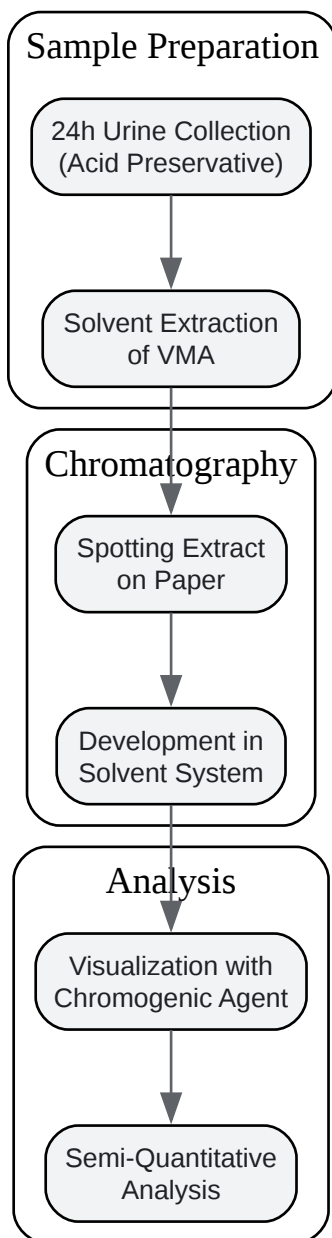 Sample Preparation
24h Urine Collection
(Acid Preservative)
Solvent Extraction
of VMA
Chromatography
Spotting Extract
on Paper
Development in
Solvent System
Analysis
Visualization with
Chromogenic Agent
Semi-Quantitative
Analysis